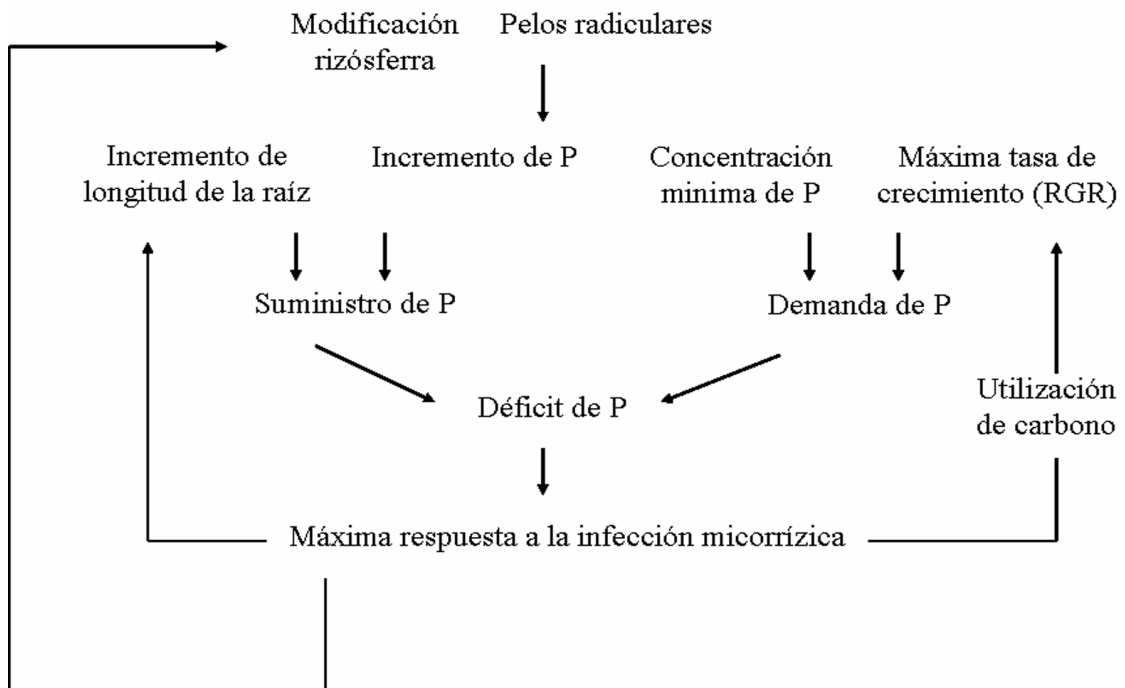 Modificación
rizósferra
Pelos radiculares
Incremento de
longitud de la raíz
Incremento de P
Concentración
minima de P
Máxima tasa de
crecimiento (RGR)
Suministro de P
Demanda de P
Déficit de P
Utilización
de carbono
Máxima respuesta a la infección micorrízica